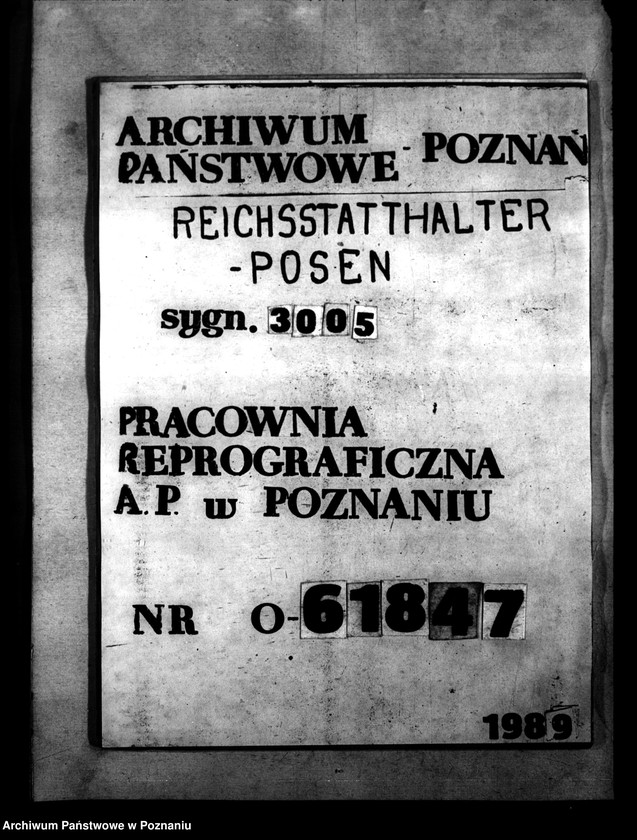 ARCHIWUM
PAŃSTWOWE - POZNAŃ
REICHSSTATTHALTER
-POSEN
sygn. 3005
PRACOWNIA
REPROGRAFICZNA
A.P. w POZNANIU
NR O-61847
1989
Archiwum Państwowe w Poznaniu